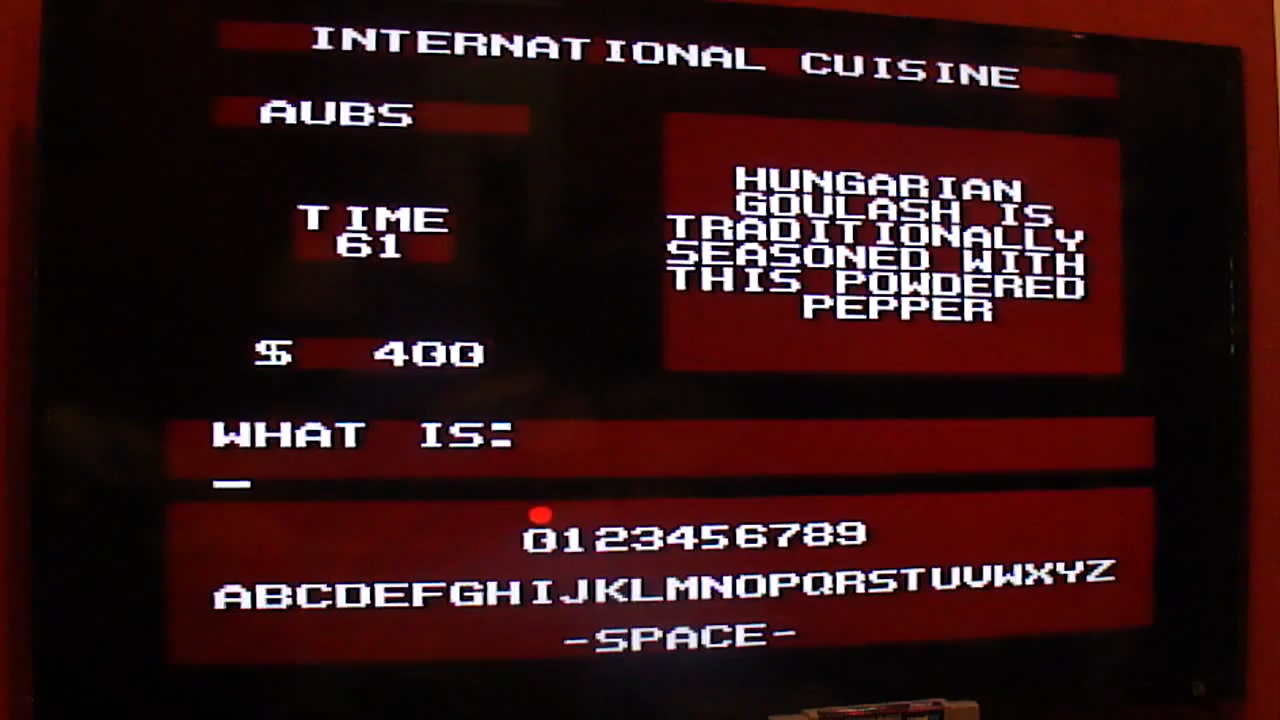 INTERNATIONAL CUISINE
AUBS
TIME
61
$ 400
HUNGARIAN
GOULASH IS
TRADITIONALLY
SEASONED WITH
THIS POWDERED
PEPPER
WHAT IS:
0123456789
ABCDEFGHIJKLMNOPQRSTUVWXYZ
-SPACE-